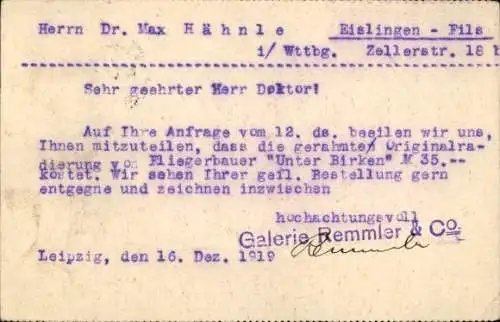 Herrn Dr. Max Hähnle
Eislingen - Fils
i/ Wttbg. Zellerstr. 18
Sehr geehrter Herr Doktor!
Auf Ihre Anfrage vom 12. ds. beeilen wir uns,
Ihnen mitzuteilen, dass die gerahmte Originalra-
dierung von Fliegerbauer "Unter Birken" M 35.--
kostet. Wir sehen Ihrer gefl. Bestellung gern
entgegne und zeichnen inzwischen
hochachtungsvoll
Galerie Remmler & Co.
Remmler
Leipzig, den 16. Dez. 1919